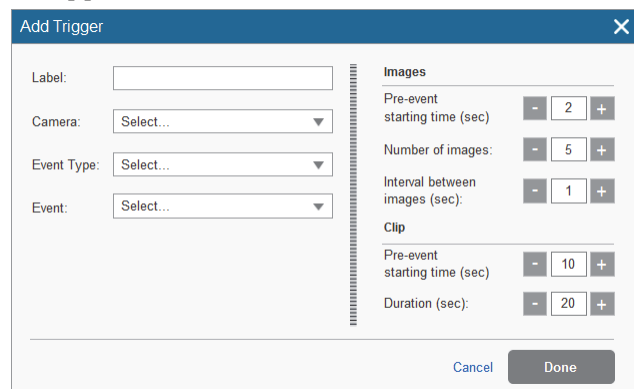 Add Trigger
Label:
Camera:
Select...
Event Type:
Select...
Event:
Select...
Images
Pre-event
starting time (sec)
- 2 +
Number of images:
- 5 +
Interval between
images (sec):
- 1 +
Clip
Pre-event
starting time (sec)
- 10 +
Duration (sec):
- 20 +
Cancel
Done